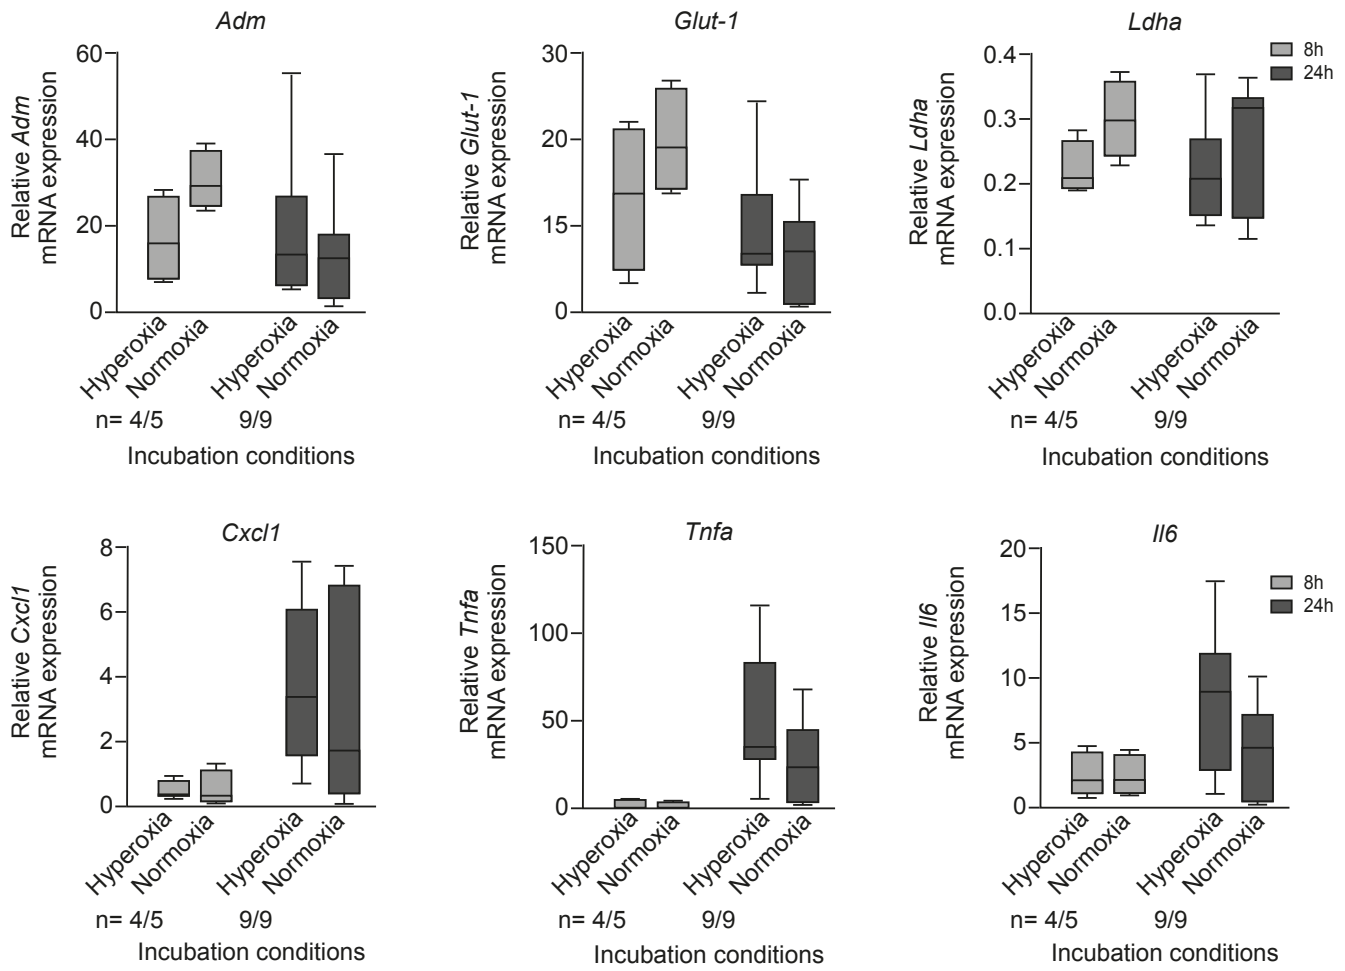 Adm
Relative Adm
mRNA expression
60
40
20
0
Hyperoxia
Normoxia
Hyperoxia
Normoxia
n= 4/5
9/9
Incubation conditions
Glut-1
Relative Glut-1
mRNA expression
30
20
15
0
Hyperoxia
Normoxia
Hyperoxia
Normoxia
n= 4/5
9/9
Incubation conditions
Ldha
Relative Ldha
mRNA expression
0.4
0.3
0.2
0.1
0.0
Hyperoxia
Normoxia
Hyperoxia
Normoxia
n= 4/5
9/9
Incubation conditions
8h
24h
Cxcl1
Relative Cxcl1
mRNA expression
8
6
4
2
0
Hyperoxia
Normoxia
Hyperoxia
Normoxia
n= 4/5
9/9
Incubation conditions
Tnfa
Relative Tnfa
mRNA expression
150
100
50
0
Hyperoxia
Normoxia
Hyperoxia
Normoxia
n= 4/5
9/9
Incubation conditions
Il6
Relative Il6
mRNA expression
20
15
10
5
0
Hyperoxia
Normoxia
Hyperoxia
Normoxia
n= 4/5
9/9
Incubation conditions
8h
24h